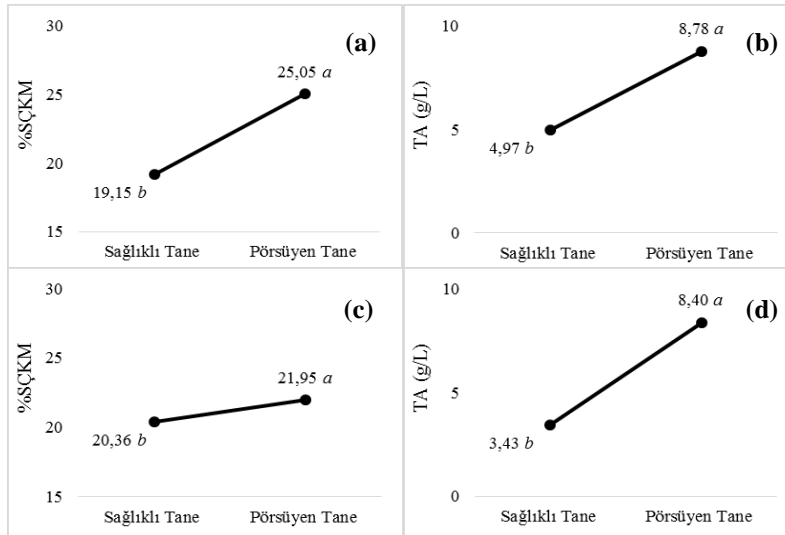 (a)
%SÇKM
30
25
20
15
19,15 b
25,05 a
Sağlıklı Tane
Pörsüyen Tane
(b)
TA (g/L)
10
5
0
4,97 b
8,78 a
Sağlıklı Tane
Pörsüyen Tane
(c)
%SÇKM
30
25
20
15
20,36 b
21,95 a
Sağlıklı Tane
Pörsüyen Tane
(d)
TA (g/L)
10
5
0
3,43 b
8,40 a
Sağlıklı Tane
Pörsüyen Tane